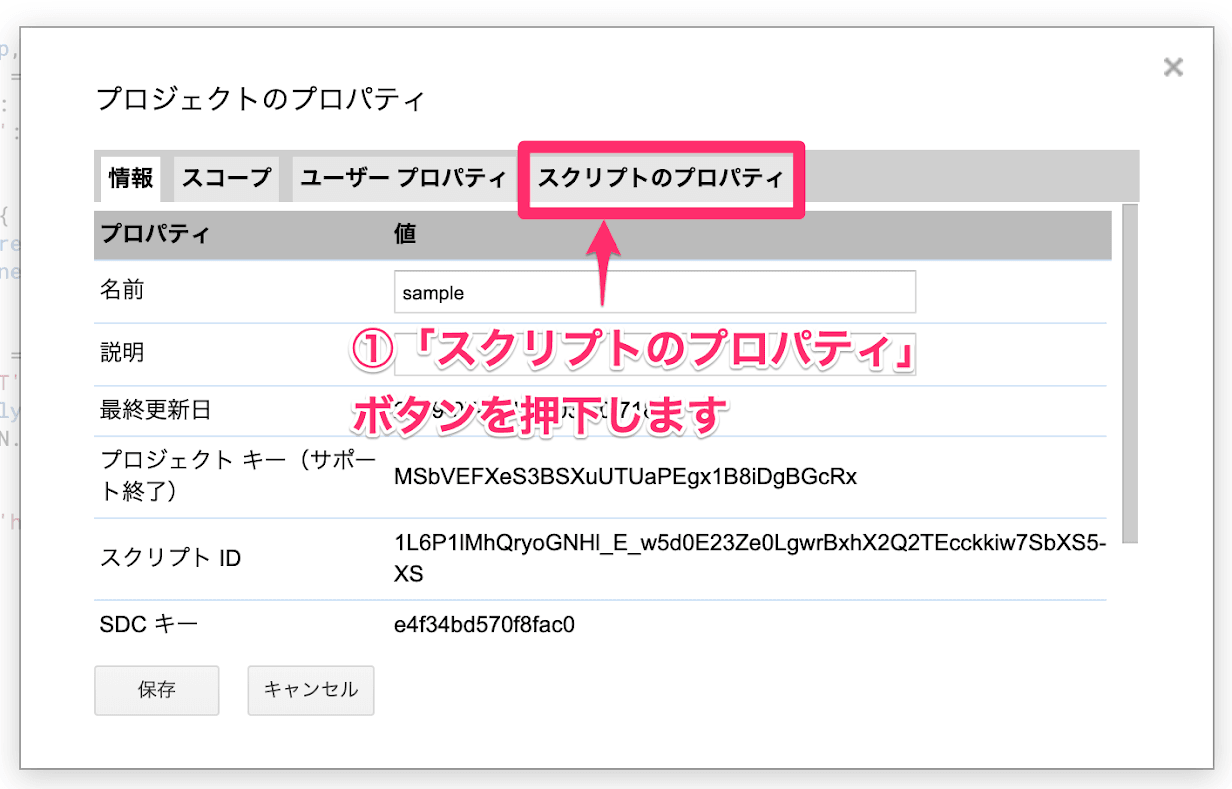 プロジェクトのプロパティ
×
情報 スコープ ユーザー プロパティ スクリプトのプロパティ
プロパティ 値
名前 sample
説明
①「スクリプトのプロパティ」
最終更新日
ボタンを押下します
プロジェクト キー（サポー
ト終了）
MSbVEFXeS3BSXuUTUaPEgx1B8iDgBGcRx
スクリプト ID
1L6P1lMhQryoGNHl_E_w5d0E23Ze0LgwrBxhX2Q2TEcckkiw7SbXS5-
XS
SDC キー e4f34bd570f8fac0
保存 キャンセル